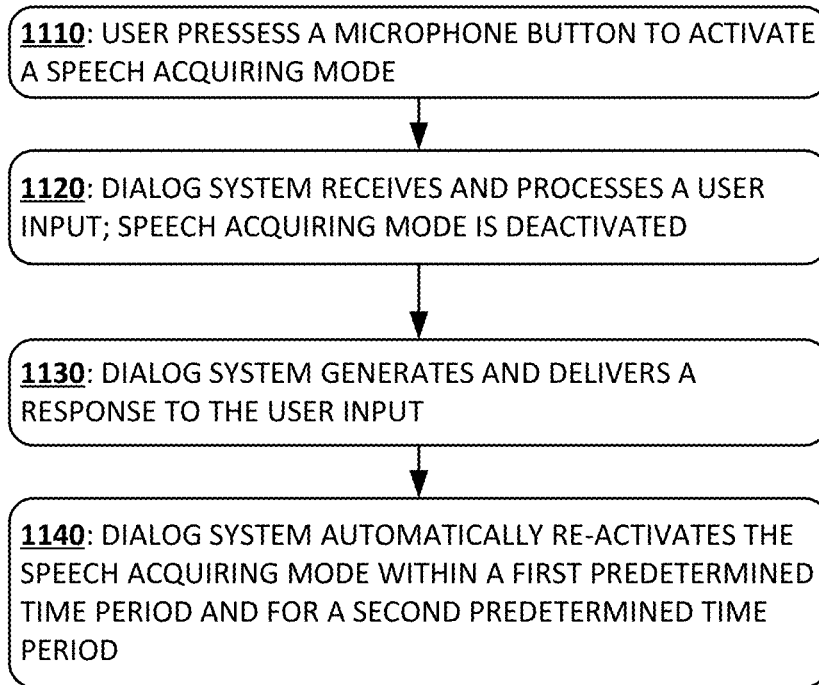 1110: USER PRESSESS A MICROPHONE BUTTON TO ACTIVATE
A SPEECH ACQUIRING MODE
1120: DIALOG SYSTEM RECEIVES AND PROCESSES A USER
INPUT; SPEECH ACQUIRING MODE IS DEACTIVATED
1130: DIALOG SYSTEM GENERATES AND DELIVERS A
RESPONSE TO THE USER INPUT
1140: DIALOG SYSTEM AUTOMATICALLY RE-ACTIVATES THE
SPEECH ACQUIRING MODE WITHIN A FIRST PREDETERMINED
TIME PERIOD AND FOR A SECOND PREDETERMINED TIME
PERIOD